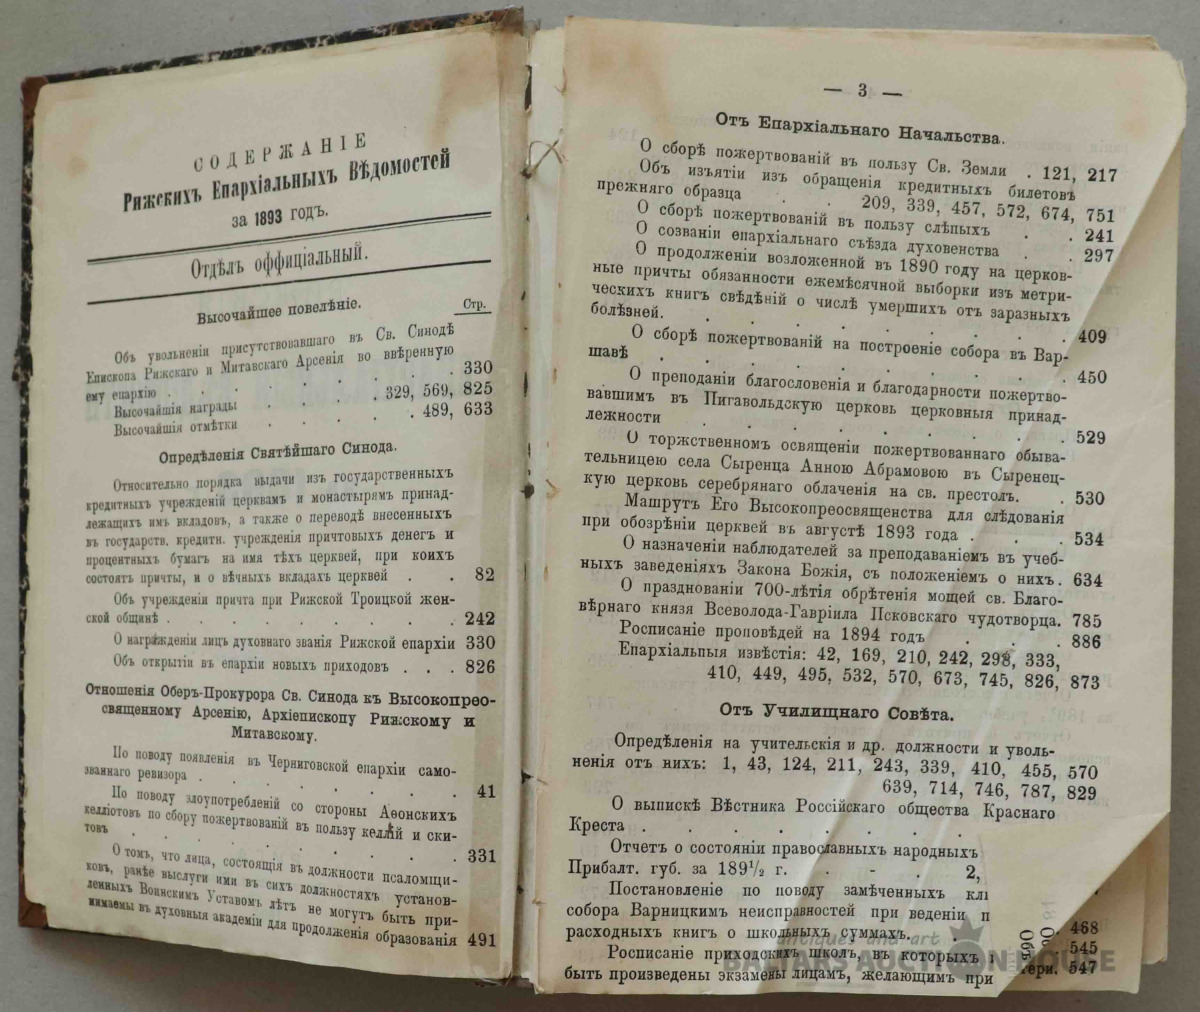 СОДЕРЖАНІЕ
Рижскихъ Епархіальныхъ Вѣдомостей
за 1893 годъ.
Отдѣлъ оффиціальный.
Высочайшее повелѣніе. Стр.
Объ увольненіи присутствовавшаго въ Св. Синодѣ
Епископа Рижскаго и Митавскаго Арсенія во ввѣренную
ему епархію . . . . . . . . 330
Высочайшія награды . . . . 329, 569, 825
Высочайшія отмѣтки . . . . . 489, 633
Опредѣленія Святѣйшаго Синода.
Относительно порядка выдачи изъ государственныхъ
кредитныхъ учрежденій церквамъ и монастырямъ принад-
лежащихъ имъ вкладовъ, а также о переводѣ внесенныхъ
въ государств. кредитн. учрежденія причтовыхъ денегъ и
процентныхъ бумагъ на имя тѣхъ церквей, при коихъ
состоятъ причты, и о вѣчныхъ вкладахъ церквей . . 82
Объ учрежденіи причта при Рижской Троицкой жен-
ской общинѣ . . . . . . . . 242
О награжденіи лицъ духовнаго званія Рижской епархіи 330
Объ открытіи въ епархіи новыхъ приходовъ . . . 826
Отношенія Оберъ-Прокурора Св. Синода къ Высокопрео-
священному Арсенію, Архіепископу Рижскому и
Митавскому.
По поводу появленія въ Черниговской епархіи само-
званнаго ревизора . . . . . . . 41
По поводу злоупотребленій со стороны Аѳонскихъ
келліотовъ по сбору пожертвованій въ пользу келлій и ски-
товъ . . . . . . . . . 331
О томъ, что лица, состоящія въ должности псаломщи-
ковъ, ранѣе выслуги ими въ сихъ должностяхъ установ-
ленныхъ Воинскимъ Уставомъ лѣтъ не могутъ быть при-
нимаемы въ духовныя академіи для продолженія образованія 491
— 3 —
Отъ Епархіальнаго Начальства.
О сборѣ пожертвованій въ пользу Св. Земли . 121, 217
Объ изъятіи изъ обращенія кредитныхъ билетовъ
прежняго образца . . 209, 339, 457, 572, 674, 751
О сборѣ пожертвованій въ пользу слѣпыхъ . . 241
О созваніи епархіальнаго съѣзда духовенства . . 297
О продолженіи возложенной въ 1890 году на церков-
ные причты обязанности ежемѣсячной выборки изъ метри-
ческихъ книгъ свѣдѣній о числѣ умершихъ отъ заразныхъ
болѣзней. . . . . . . . . 409
О сборѣ пожертвованій на построеніе собора въ Вар-
шавѣ . . . . . . . . . 450
О преподаніи благословенія и благодарности пожертво-
вавшимъ въ Пигавольдскую церковь церковныя принад-
лежности . . . . . . . . 529
О торжественномъ освященіи пожертвованнаго обыва-
тельницею села Сыренца Анною Абрамовою въ Сыренец-
кую церковь серебрянаго облаченія на св. престолъ. . 530
Машрутъ Его Высокопреосвященства для слѣдованія
при обозрѣніи церквей въ августѣ 1893 года . . . 534
О назначеніи наблюдателей за преподаваніемъ въ учеб-
ныхъ заведеніяхъ Закона Божія, съ положеніемъ о нихъ. 634
О празднованіи 700-лѣтія обрѣтенія мощей св. Благо-
вѣрнаго князя Всеволода-Гавріила Псковскаго чудотворца. 785
Росписаніе проповѣдей на 1894 годъ . . . 886
Епархіальныя извѣстія: 42, 169, 210, 242, 298, 333,
410, 449, 495, 532, 570, 673, 745, 826, 873
Отъ Училищнаго Совѣта.
Опредѣленія на учительскія и др. должности и уволь-
ненія отъ нихъ: 1, 43, 124, 211, 243, 339, 410, 455, 570
639, 714, 746, 787, 829
О выпискѣ Вѣстника Россійскаго общества Краснаго
Креста . . . . . . .
Отчетъ о состояніи православныхъ народныхъ
Прибалт. губ. за 189½ г. . - . 2,
Постановленіе по поводу замѣченныхъ
собора Варницкимъ неисправностей при веденіи п
расходныхъ книгъ о школьныхъ суммахъ. . 468
Росписаніе приходскихъ школъ, въ которыхъ 545
быть произведены экзамены лицамъ, желающимъ при тери. 547
antiques and art
BALTARS AUCTION HOUSE